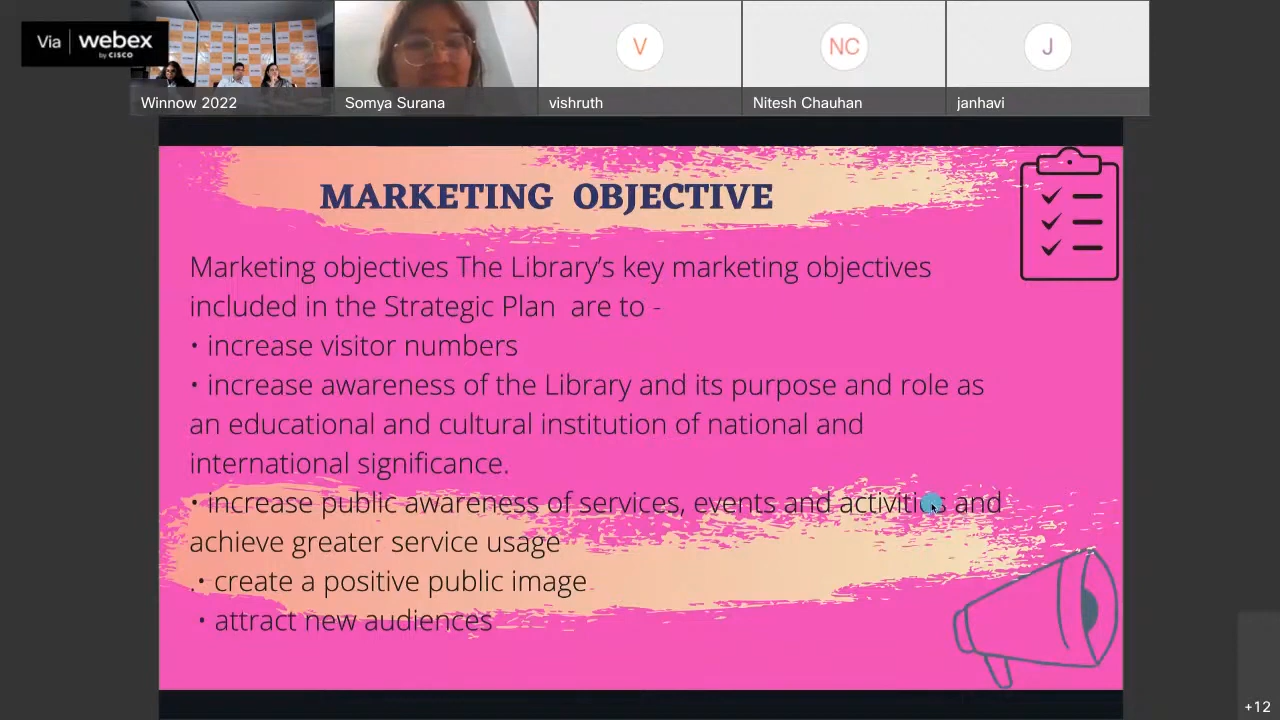 Via webex
by CISCO
Winnow 2022
Somya Surana
V
vishruth
NC
Nitesh Chauhan
J
janhavi
MARKETING OBJECTIVE
Marketing objectives The Library's key marketing objectives
included in the Strategic Plan are to -
• increase visitor numbers
• increase awareness of the Library and its purpose and role as
an educational and cultural institution of national and
international significance.
• increase public awareness of services, events and activities and
achieve greater service usage
.• create a positive public image
• attract new audiences
+12